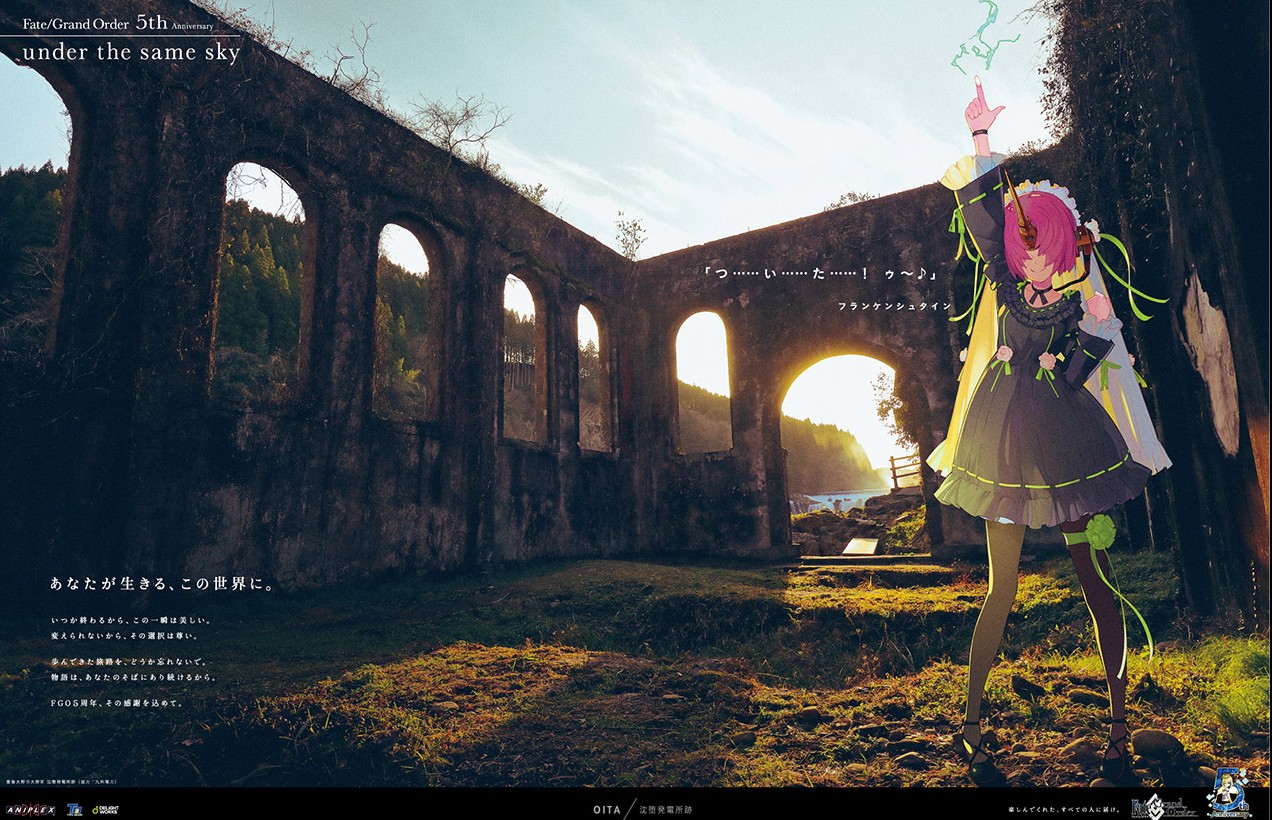 Fate/Grand Order 5th Anniversary
under the same sky
「つ……い……た……！ ゥ〜♪」
フランケンシュタイン
あなたが生きる、この世界に。
いつか終わるから、この一瞬は美しい。
変えられないから、その選択は尊い。
歩んできた旅路を、どうか忘れないで。
物語は、あなたのそばにあり続けるから。
FGO5周年、その感謝を込めて。
豊後大野市大野町 沈堕発電所跡 (協力：九州電力)
ANIPLEX
DELIGHT WORKS
OITA / 沈堕発電所跡
楽しんでくれた、すべての人に届け。
Fate/Grand Order
5th Anniversary